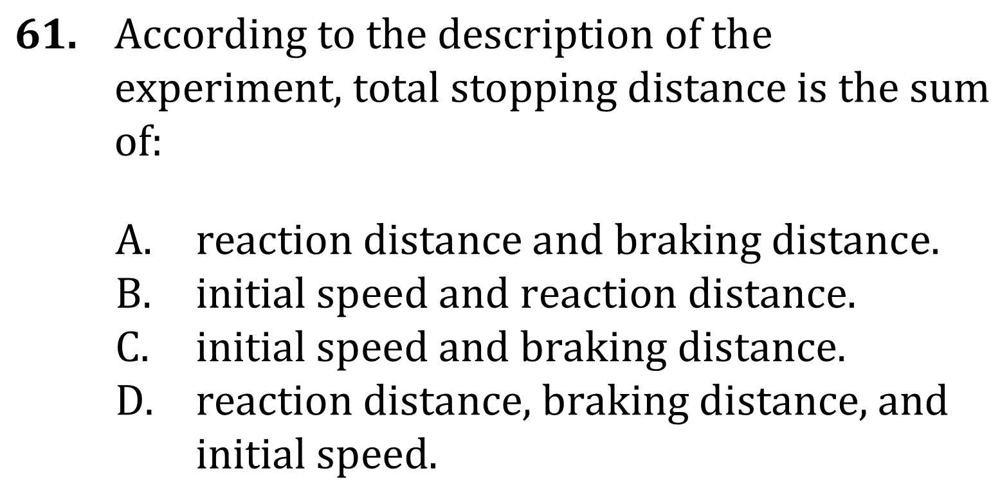 61. According to the description of the
experiment, total stopping distance is the sum
of:
A. reaction distance and braking distance.
B. initial speed and reaction distance.
C. initial speed and braking distance.
D. reaction distance, braking distance, and
initial speed.